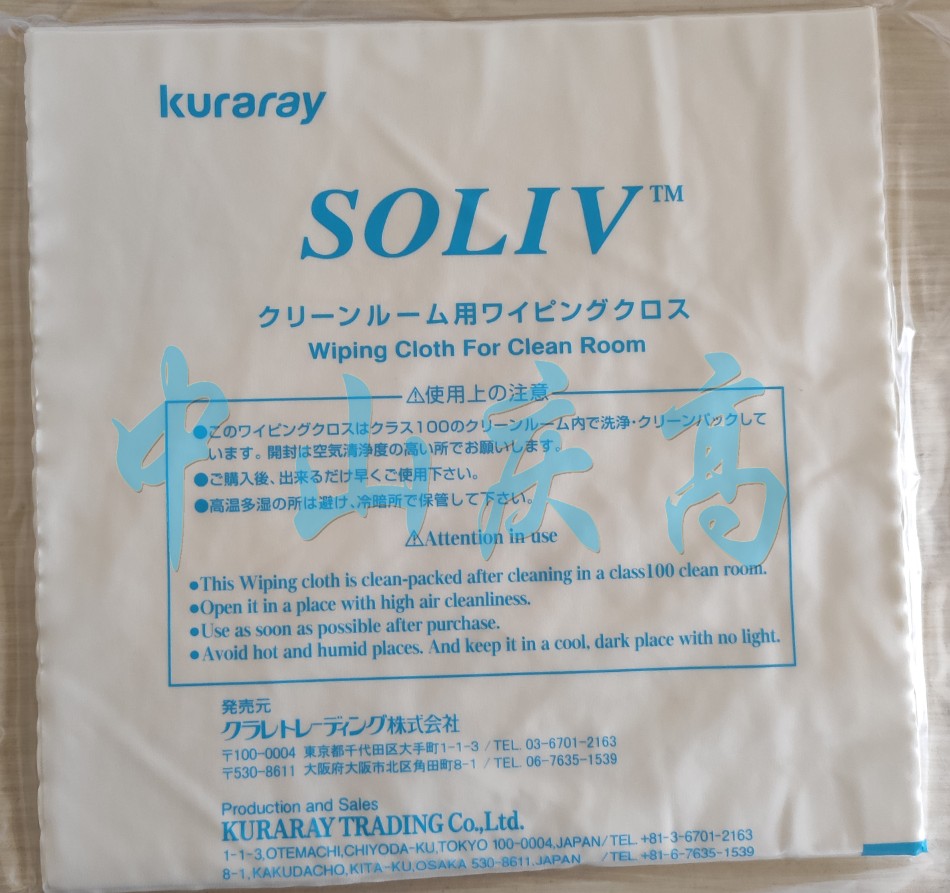 kuraray
SOLIV™
クリーンルーム用ワイピングクロス
Wiping Cloth For Clean Room
⚠使用上の注意
●このワイピングクロスはクラス100のクリーンルーム内で洗浄・クリーンパックして
います。開封は空気清浄度の高い所でお願いします。
●ご購入後、出来るだけ早くご使用下さい。
●高温多湿の所は避け、冷暗所で保管して下さい。
⚠Attention in use
●This Wiping cloth is clean-packed after cleaning in a class100 clean room.
●Open it in a place with high air cleanliness.
●Use as soon as possible after purchase.
●Avoid hot and humid places. And keep it in a cool, dark place with no light.
中山庆高
発売元
クラレトレーディング株式会社
〒100-0004 東京都千代田区大手町1-1-3 / TEL. 03-6701-2163
〒530-8611 大阪府大阪市北区角田町8-1 / TEL. 06-7635-1539
Production and Sales
KURARAY TRADING Co.,Ltd.
1-1-3,OTEMACHI,CHIYODA-KU,TOKYO 100-0004,JAPAN/TEL. +81-3-6701-2163
8-1,KAKUDACHO,KITA-KU,OSAKA 530-8611,JAPAN /TEL. +81-6-7635-1539